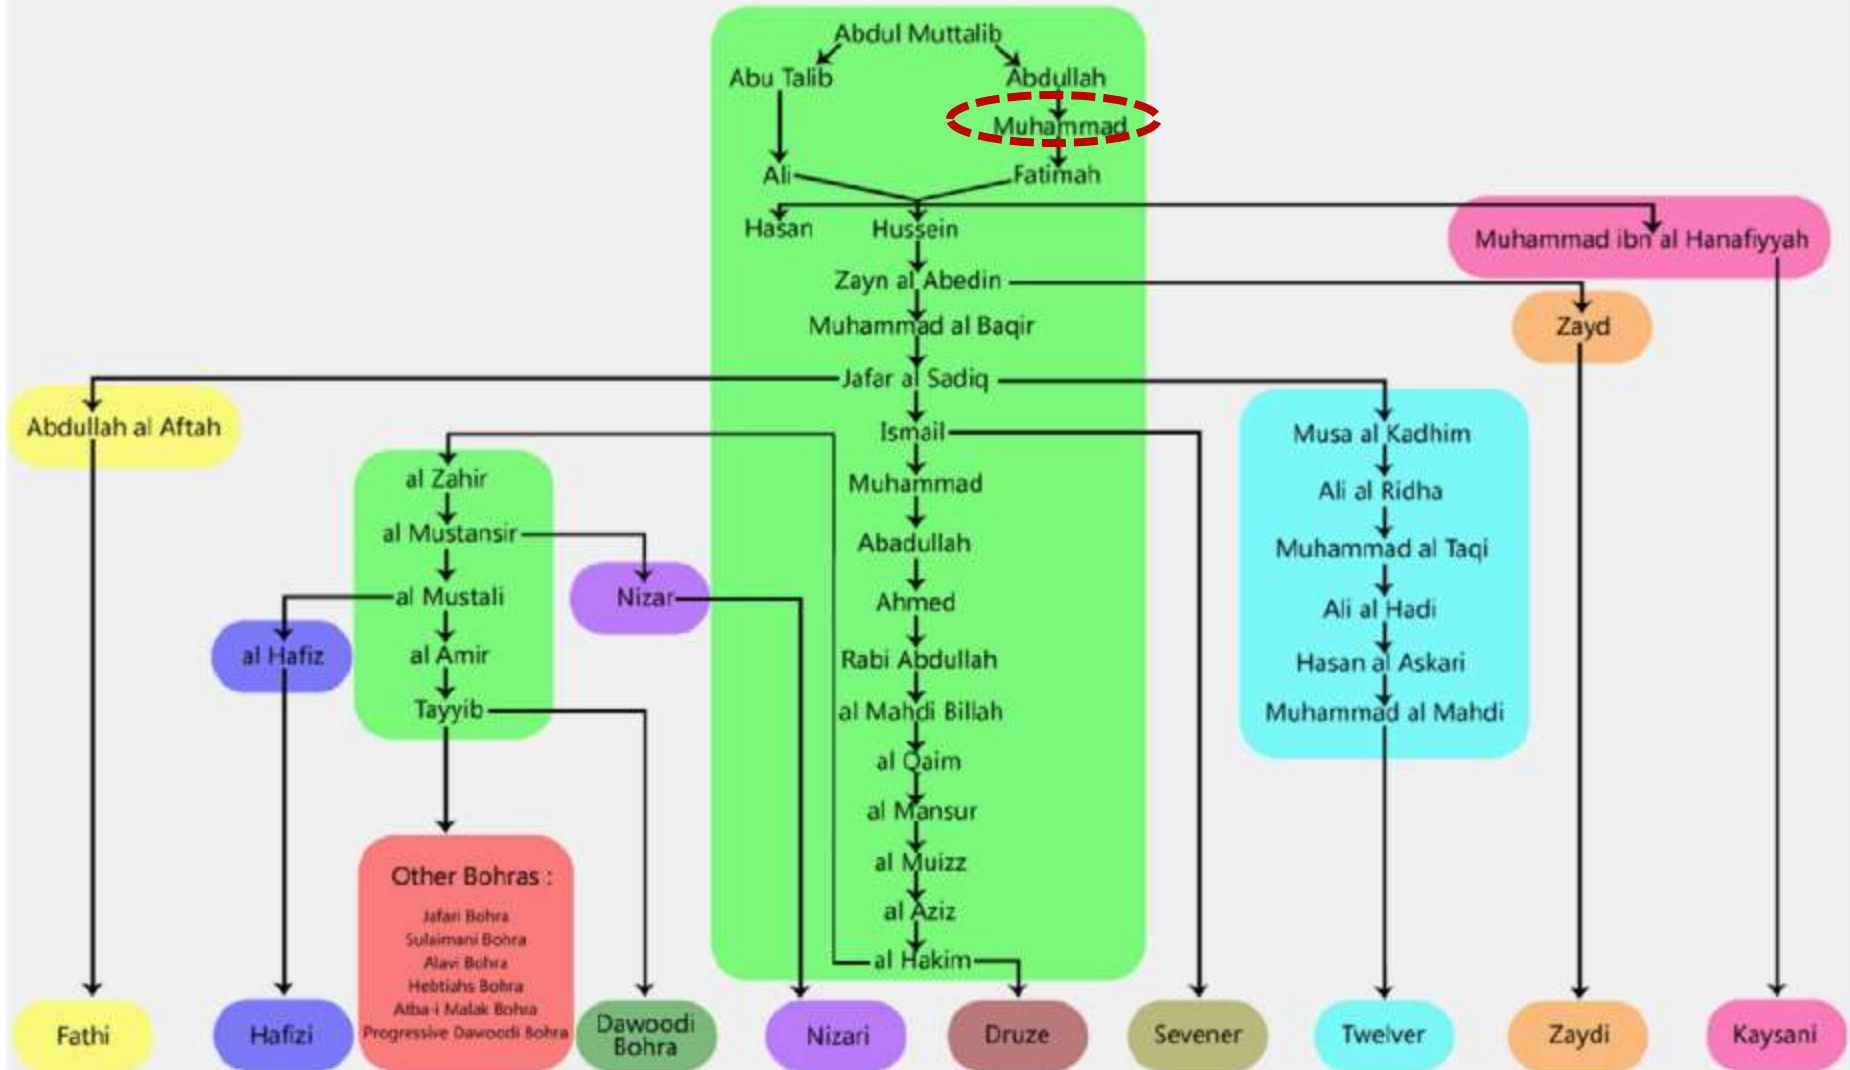 Abdul Muttalib
Abu Talib
Abdullah
Muhammad
Ali
Fatimah
Hasan
Hussein
Muhammad ibn al Hanafiyyah
Zayn al Abedin
Zayd
Muhammad al Baqir
Jafar al Sadiq
Abdullah al Aftah
Ismail
Musa al Kadhim
al Zahir
Muhammad
Ali al Ridha
al Mustansir
Abadullah
Muhammad al Taqi
al Mustali
Nizar
Ahmed
Ali al Hadi
al Hafiz
al Amir
Rabi Abdullah
Hasan al Askari
Tayyib
al Mahdi Billah
Muhammad al Mahdi
al Qaim
al Mansur
al Muizz
al Aziz
al Hakim
Other Bohras :
Jafari Bohra
Sulaimani Bohra
Alavi Bohra
Hebtiahs Bohra
Atba-i Malak Bohra
Progressive Dawoodi Bohra
Fathi
Hafizi
Dawoodi
Bohra
Nizari
Druze
Sevener
Twelver
Zaydi
Kaysani